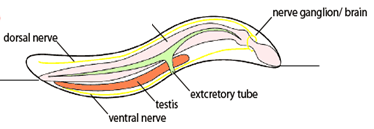 nerve ganglion/ brain
dorsal nerve
extcretory tube
testis
ventral nerve